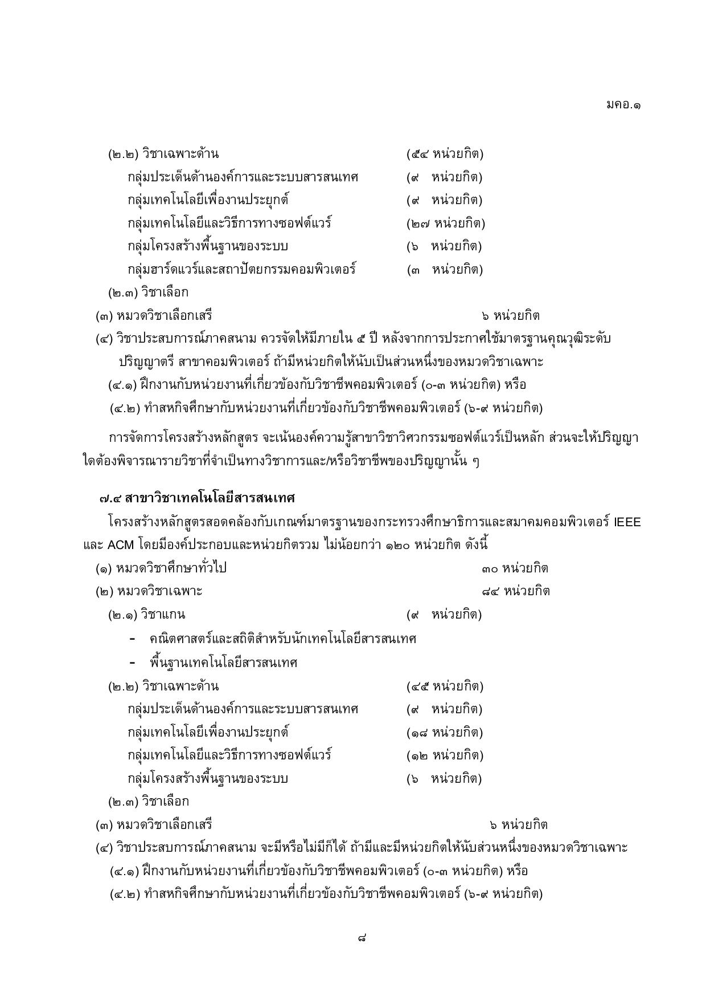 มคอ.๑
(๒.๒) วิชาเฉพาะด้าน (๕๔ หน่วยกิต)
กลุ่มประเด็นด้านองค์การและระบบสารสนเทศ (๙ หน่วยกิต)
กลุ่มเทคโนโลยีเพื่องานประยุกต์ (๙ หน่วยกิต)
กลุ่มเทคโนโลยีและวิธีการทางซอฟต์แวร์ (๒๗ หน่วยกิต)
กลุ่มโครงสร้างพื้นฐานของระบบ (๖ หน่วยกิต)
กลุ่มฮาร์ดแวร์และสถาปัตยกรรมคอมพิวเตอร์ (๓ หน่วยกิต)
(๒.๓) วิชาเลือก
(๓) หมวดวิชาเลือกเสรี ๖ หน่วยกิต
(๔) วิชาประสบการณ์ภาคสนาม ควรจัดให้มีภายใน ๕ ปี หลังจากการประกาศใช้มาตรฐานคุณวุฒิระดับ
ปริญญาตรี สาขาคอมพิวเตอร์ ถ้ามีหน่วยกิตให้นับเป็นส่วนหนึ่งของหมวดวิชาเฉพาะ
(๔.๑) ฝึกงานกับหน่วยงานที่เกี่ยวข้องกับวิชาชีพคอมพิวเตอร์ (๐-๓ หน่วยกิต) หรือ
(๔.๒) ทำสหกิจศึกษากับหน่วยงานที่เกี่ยวข้องกับวิชาชีพคอมพิวเตอร์ (๖-๙ หน่วยกิต)
การจัดการโครงสร้างหลักสูตร จะเน้นองค์ความรู้สาขาวิชาวิศวกรรมซอฟต์แวร์เป็นหลัก ส่วนจะให้ปริญญา
ใดต้องพิจารณารายวิชาที่จำเป็นทางวิชาการและ/หรือวิชาชีพของปริญญานั้น ๆ
๗.๔ สาขาวิชาเทคโนโลยีสารสนเทศ
โครงสร้างหลักสูตรสอดคล้องกับเกณฑ์มาตรฐานของกระทรวงศึกษาธิการและสมาคมคอมพิวเตอร์ IEEE
และ ACM โดยมีองค์ประกอบและหน่วยกิตรวม ไม่น้อยกว่า ๑๒๐ หน่วยกิต ดังนี้
(๑) หมวดวิชาศึกษาทั่วไป ๓๐ หน่วยกิต
(๒) หมวดวิชาเฉพาะ ๘๔ หน่วยกิต
(๒.๑) วิชาแกน (๙ หน่วยกิต)
- คณิตศาสตร์และสถิติสำหรับนักเทคโนโลยีสารสนเทศ
- พื้นฐานเทคโนโลยีสารสนเทศ
(๒.๒) วิชาเฉพาะด้าน (๔๕ หน่วยกิต)
กลุ่มประเด็นด้านองค์การและระบบสารสนเทศ (๙ หน่วยกิต)
กลุ่มเทคโนโลยีเพื่องานประยุกต์ (๑๘ หน่วยกิต)
กลุ่มเทคโนโลยีและวิธีการทางซอฟต์แวร์ (๑๒ หน่วยกิต)
กลุ่มโครงสร้างพื้นฐานของระบบ (๖ หน่วยกิต)
(๒.๓) วิชาเลือก
(๓) หมวดวิชาเลือกเสรี ๖ หน่วยกิต
(๔) วิชาประสบการณ์ภาคสนาม จะมีหรือไม่มีก็ได้ ถ้ามีและมีหน่วยกิตให้นับส่วนหนึ่งของหมวดวิชาเฉพาะ
(๔.๑) ฝึกงานกับหน่วยงานที่เกี่ยวข้องกับวิชาชีพคอมพิวเตอร์ (๐-๓ หน่วยกิต) หรือ
(๔.๒) ทำสหกิจศึกษากับหน่วยงานที่เกี่ยวข้องกับวิชาชีพคอมพิวเตอร์ (๖-๙ หน่วยกิต)
๘